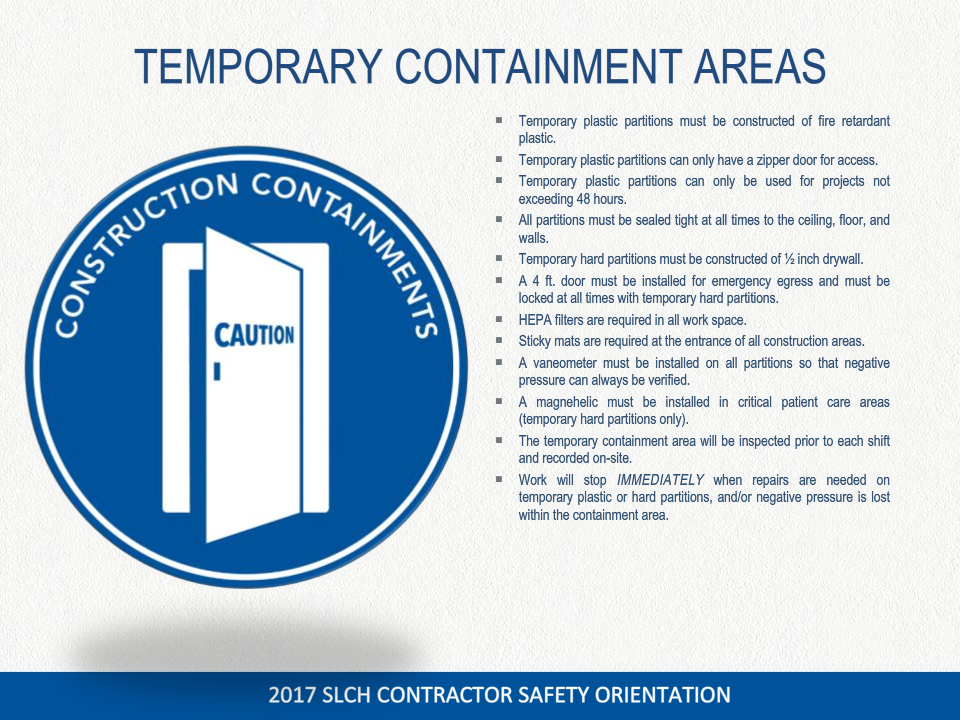 TEMPORARY CONTAINMENT AREAS
CONSTRUCTION CONTAINMENTS
CAUTION
▪ Temporary plastic partitions must be constructed of fire retardant
plastic.
▪ Temporary plastic partitions can only have a zipper door for access.
▪ Temporary plastic partitions can only be used for projects not
exceeding 48 hours.
▪ All partitions must be sealed tight at all times to the ceiling, floor, and
walls.
▪ Temporary hard partitions must be constructed of ½ inch drywall.
▪ A 4 ft. door must be installed for emergency egress and must be
locked at all times with temporary hard partitions.
▪ HEPA filters are required in all work space.
▪ Sticky mats are required at the entrance of all construction areas.
▪ A vaneometer must be installed on all partitions so that negative
pressure can always be verified.
▪ A magnehelic must be installed in critical patient care areas
(temporary hard partitions only).
▪ The temporary containment area will be inspected prior to each shift
and recorded on-site.
▪ Work will stop IMMEDIATELY when repairs are needed on
temporary plastic or hard partitions, and/or negative pressure is lost
within the containment area.
2017 SLCH CONTRACTOR SAFETY ORIENTATION